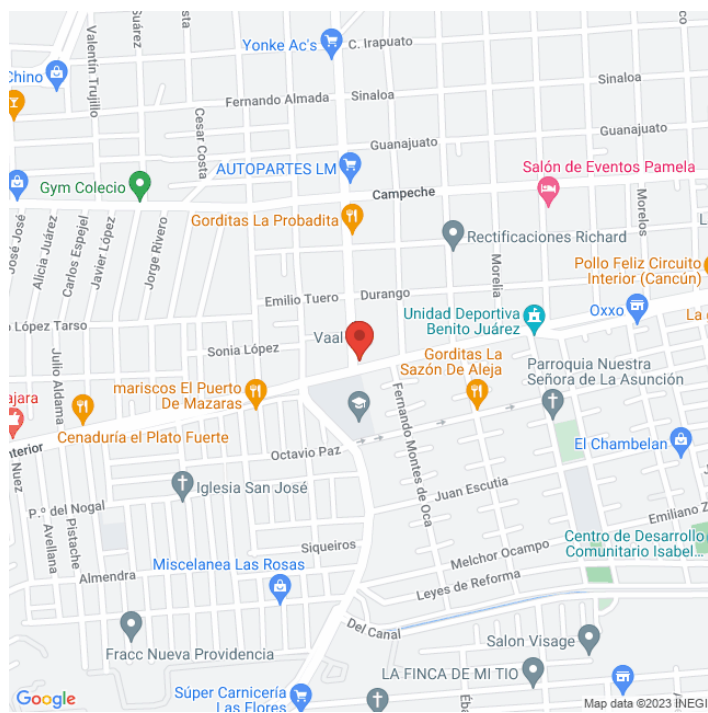 Yonke Ac's
C. Irapuato
Chino
Suárez
Valentín Trujillo
Cesar Costa
Fernando Almada
Sinaloa
Guanajuato
Guanajuato
AUTOPARTES LM
Gym Colecio
Campeche
Salón de Eventos Pamela
Gorditas La Probadita
Rectificaciones Richard
José José
Alicia Juárez
Carlos Espejel
Javier López
Jorge Rivero
Morelia
Morelos
Pollo Feliz Circuito
Interior (Cancún)
Emilio Tuero
Durango
López Tarso
Unidad Deportiva
Benito Juárez
Oxxo
Vaal
Sonia López
Julio Aldama
mariscos El Puerto
De Mazaras
Gorditas La
Sazón De Aleja
Parroquia Nuestra
Señora de La Asunción
Cenaduría el Plato Fuerte
Fernando Montes de Oca
Octavio Paz
El Chambelan
Iglesia San José
P.º del Nogal
Nuez
Avellana
Pistache
Juan Escutia
Emiliano Z
Siqueiros
Almendra
Miscelanea Las Rosas
Melchor Ocampo
Leyes de Reforma
Centro de Desarrollo
Comunitario Isabel...
Del Canal
Fracc Nueva Providencia
Salon Visage
LA FINCA DE MI TIO
Súper Carnicería
Las Flores
Google
Map data ©2023 INEGI